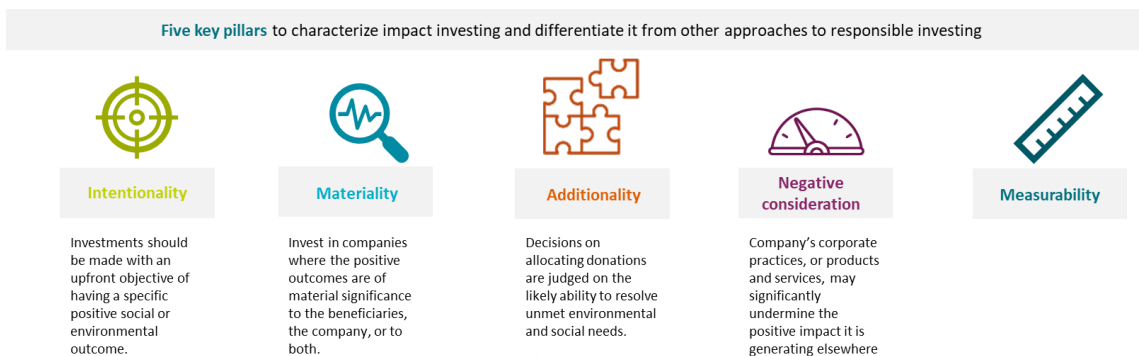 Five key pillars to characterize impact investing and differentiate it from other approaches to responsible investing
Intentionality
Investments should
be made with an
upfront objective of
having a specific
positive social or
environmental
outcome.
Materiality
Invest in companies
where the positive
outcomes are of
material significance
to the beneficiaries,
the company, or to
both.
Additionality
Decisions on
allocating donations
are judged on the
likely ability to resolve
unmet environmental
and social needs.
Negative
consideration
Company’s corporate
practices, or products
and services, may
significantly
undermine the
positive impact it is
generating elsewhere
Measurability